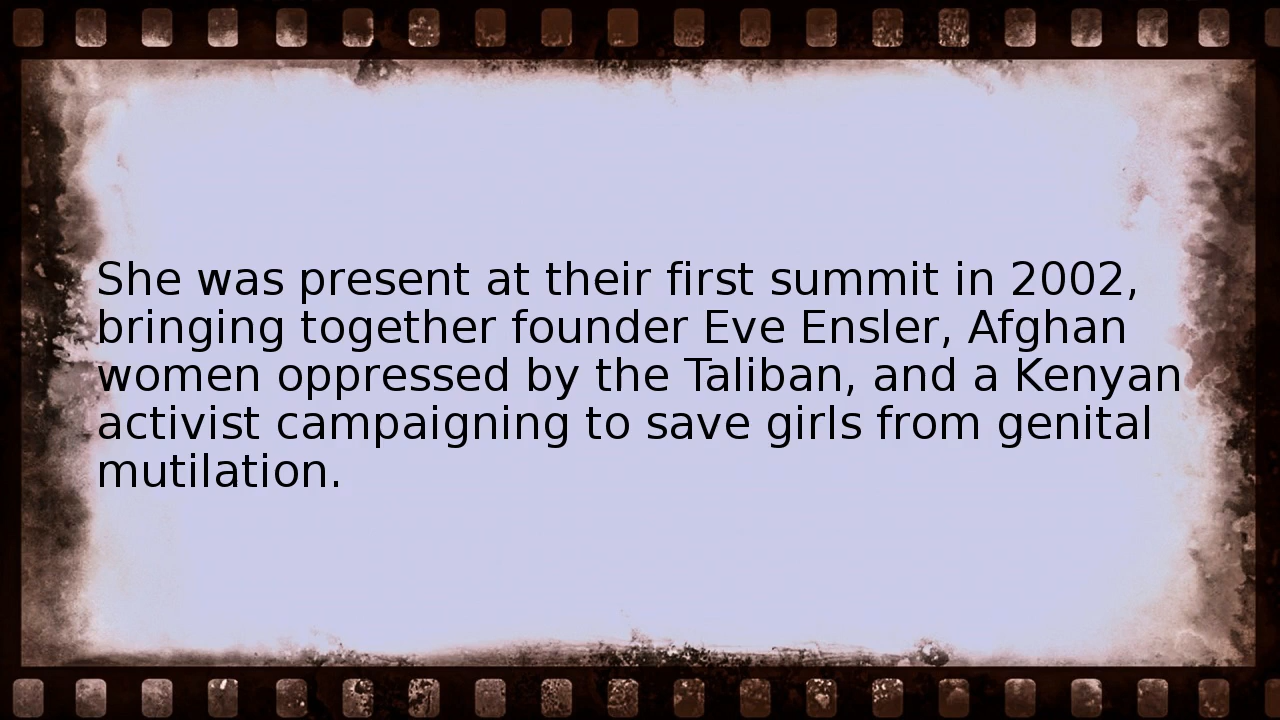 She was present at their first summit in 2002,
bringing together founder Eve Ensler, Afghan
women oppressed by the Taliban, and a Kenyan
activist campaigning to save girls from genital
mutilation.